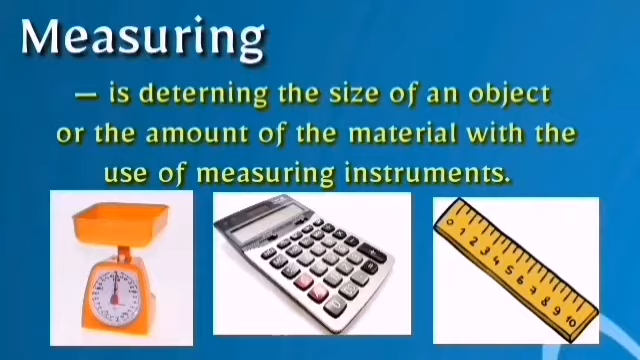 Measuring
— is deterning the size of an object
or the amount of the material with the
use of measuring instruments.
0 1 2 3 4 5 6 7 8 9 10